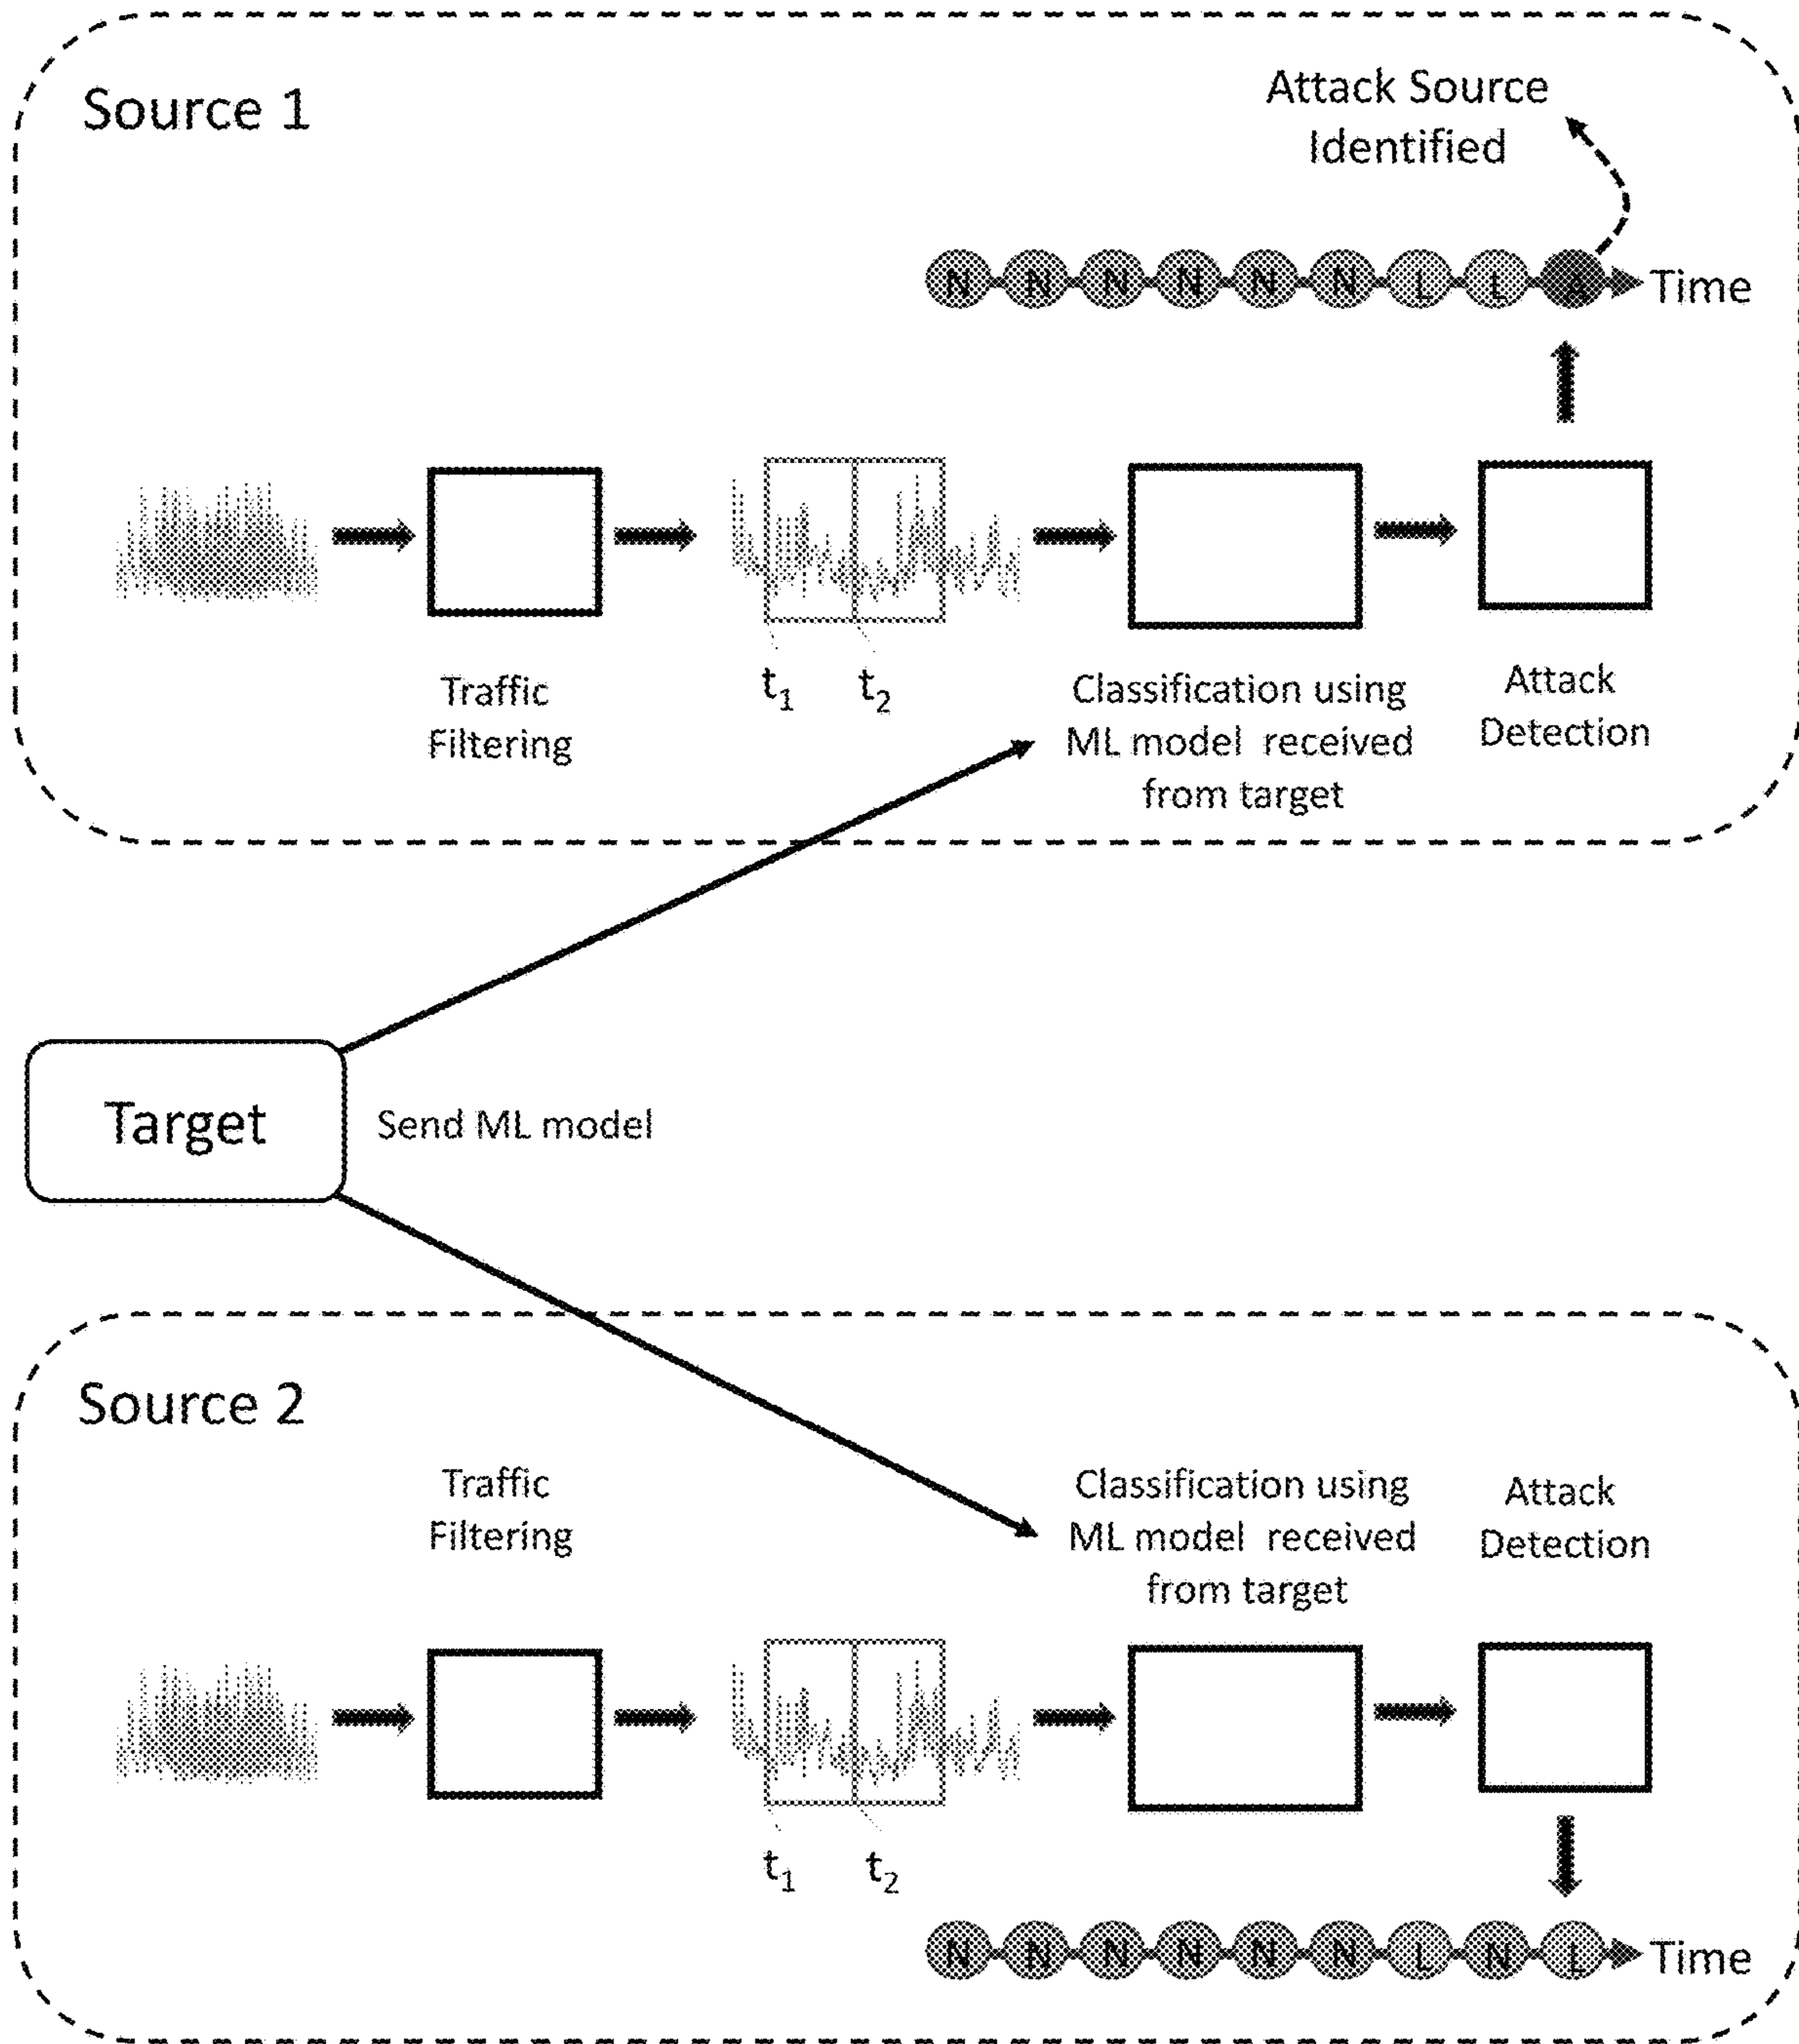 Source 1
Attack Source
Identified
N N N N N N L L A Time
t1 t2
Traffic
Filtering
Classification using
ML model received
from target
Attack
Detection
Target
Send ML model
Source 2
Traffic
Filtering
Classification using
ML model received
from target
Attack
Detection
t1 t2
N N N N N N L N L Time